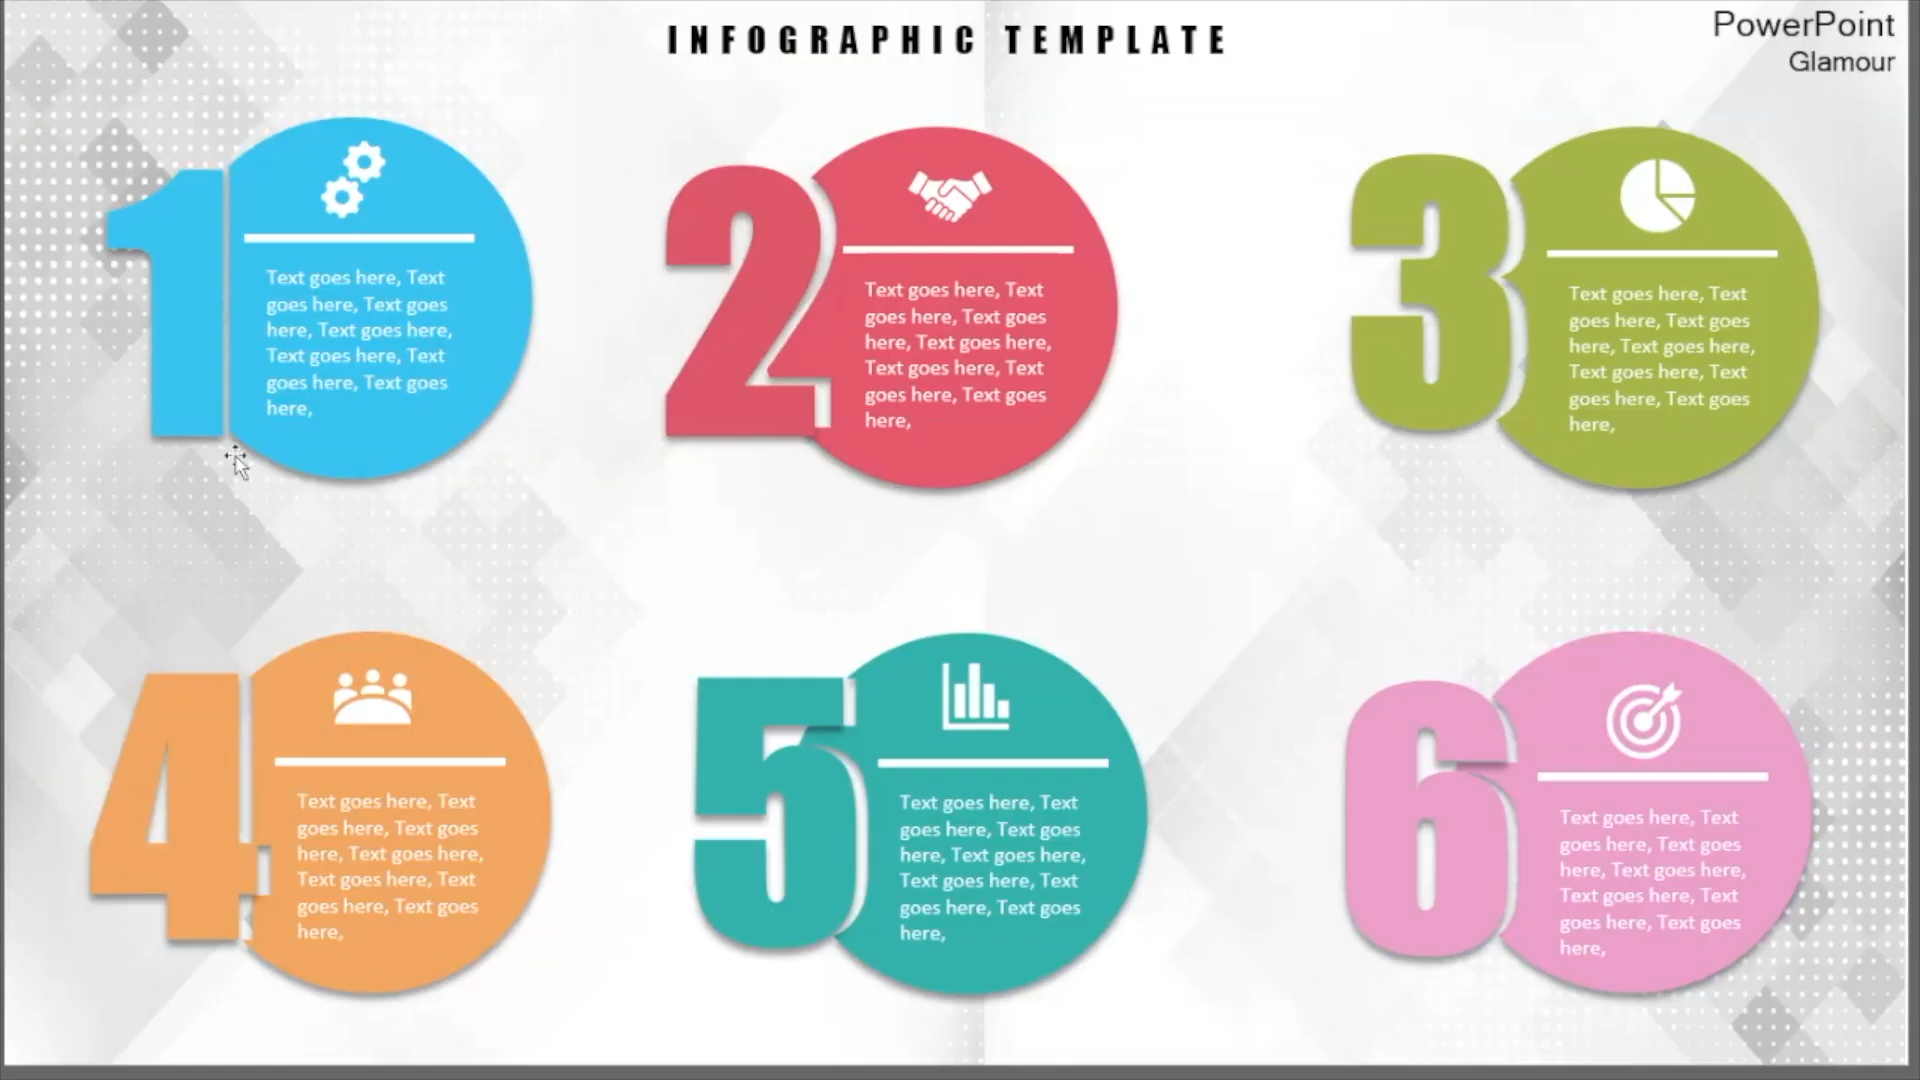 INFOGRAPHIC TEMPLATE
PowerPoint
Glamour
1
Text goes here, Text
goes here, Text goes
here, Text goes here,
Text goes here, Text
goes here, Text goes
here,
2
Text goes here, Text
goes here, Text goes
here, Text goes here,
Text goes here, Text
goes here, Text goes
here,
3
Text goes here, Text
goes here, Text goes
here, Text goes here,
Text goes here, Text
goes here, Text goes
here,
4
Text goes here, Text
goes here, Text goes
here, Text goes here,
Text goes here, Text
goes here, Text goes
here,
5
Text goes here, Text
goes here, Text goes
here, Text goes here,
Text goes here, Text
goes here, Text goes
here,
6
Text goes here, Text
goes here, Text goes
here, Text goes here,
Text goes here, Text
goes here, Text goes
here,